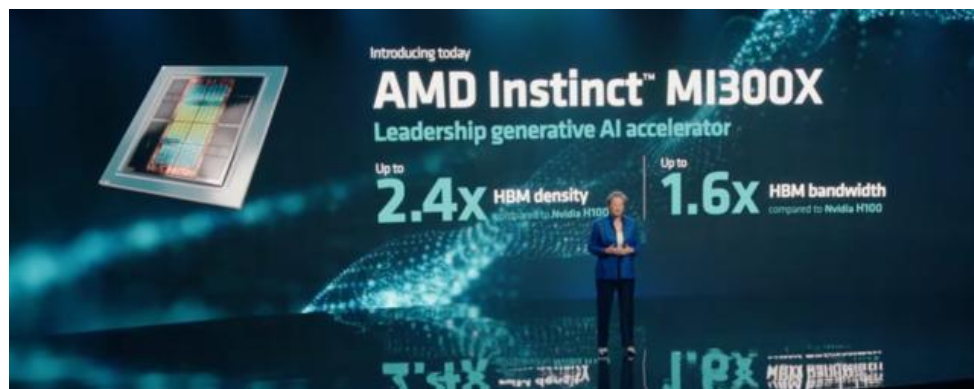 Introducing today
AMD Instinct™ MI300X
Leadership generative AI accelerator
Up to
2.4x HBM density
compared to Nvidia H100
Up to
1.6x HBM bandwidth
compared to Nvidia H100